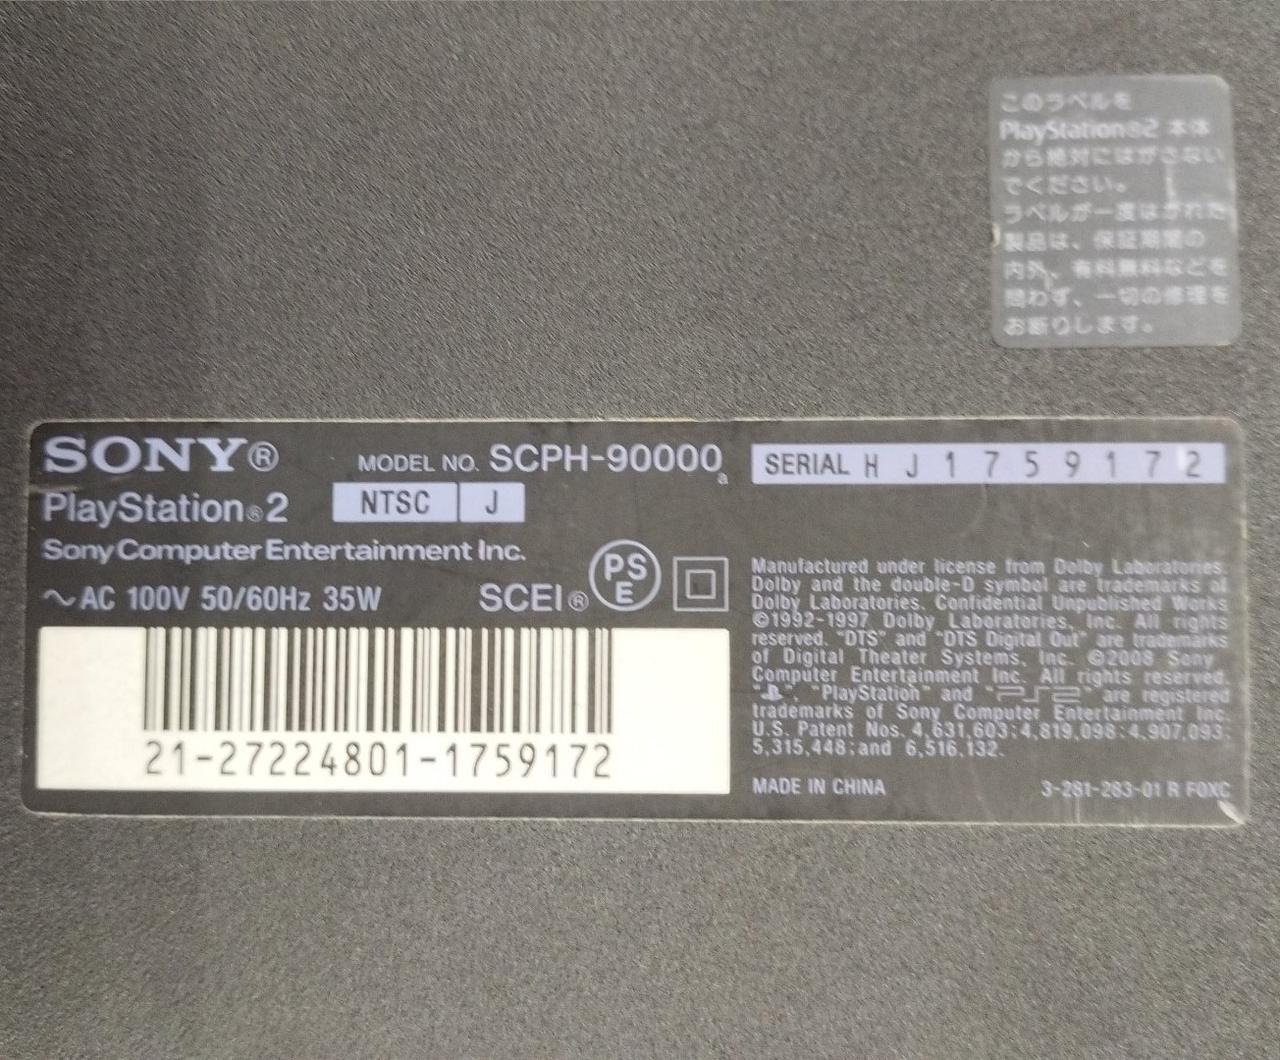 このラベルを
PlayStation®2 本体
から絶対にはがさない
でください。
ラベルが一度はがれた
製品は、保証期間の
内外、有料無料などを
問わず、一切の修理を
お断りします。
SONY®
MODEL NO. SCPH-90000a
SERIAL H J 1 7 5 9 1 7 2
PlayStation®2
NTSC J
Sony Computer Entertainment Inc.
∼AC 100V 50/60Hz 35W
SCEI®
PS
E
21-27224801-1759172
Manufactured under license from Dolby Laboratories.
Dolby and the double-D symbol are trademarks of
Dolby Laboratories. Confidential Unpublished Works
©1992-1997 Dolby Laboratories, Inc. All rights
reserved. "DTS" and "DTS Digital Out" are trademarks
of Digital Theater Systems, Inc. ©2008 Sony
Computer Entertainment Inc. All rights reserved.
" ", "PlayStation" and "PS2" are registered
trademarks of Sony Computer Entertainment Inc.
U.S. Patent Nos. 4,631,603;4,819,098;4,907,093;
5,315,448;and 6,516,132.
MADE IN CHINA
3-281-283-01 R FOXC